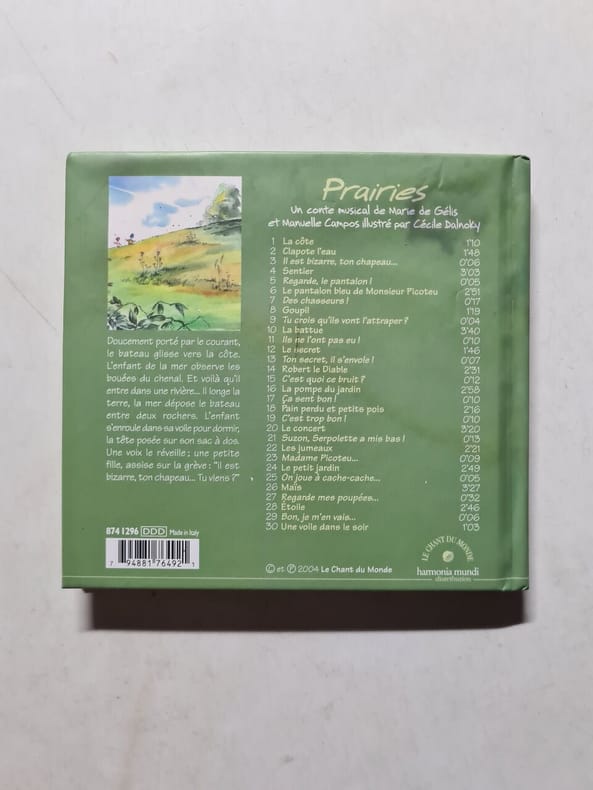 Prairies
Un conte musical de Marie de Gélis
et Manuelle Campos illustré par Cécile Dalnoky
1 La côte 1'10
2 Clapote l'eau 1'48
3 Il est bizarre, ton chapeau... 0'06
4 Sentier 3'03
5 Regarde, le pantalon ! 0'05
6 Le pantalon bleu de Monsieur Picoteu 2'51
7 Des chasseurs ! 0'17
8 Goupil 1'19
9 Tu crois qu'ils vont l'attraper ? 0'04
10 La battue 3'40
11 Ils ne l'ont pas eu ! 0'10
12 Le secret 1'46
13 Ton secret, il s'envole ! 0'07
14 Robert le Diable 2'31
15 C'est quoi ce bruit ? 0'12
16 La pompe du jardin 2'58
17 Ça sent bon ! 0'10
18 Pain perdu et petits pois 2'16
19 C'est trop bon ! 0'10
20 Le concert 3'20
21 Suzon, Serpolette a mis bas ! 0'13
22 Les jumeaux 2'21
23 Madame Picoteu... 0'09
24 Le petit jardin 2'49
25 On joue à cache-cache... 0'05
26 Maïs 3'27
27 Regarde mes poupées... 0'32
28 Étoile 2'46
29 Bon, je m'en vais... 0'06
30 Une voile dans le soir 1'03
Doucement porté par le courant,
le bateau glisse vers la côte.
L'enfant de la mer observe les
bouées du chenal. Et voilà qu'il
entre dans une rivière... Il longe la
terre, la mer dépose le bateau
entre deux rochers. L'enfant
s'enroule dans sa voile pour dormir,
la tête posée sur son sac à dos.
Une voix le réveille ; une petite
fille, assise sur la grève : "il est
bizarre, ton chapeau... Tu viens ?"
874 1296 DDD Made in Italy
7 94881 76492 1
© et ℗ 2004 Le Chant du Monde
LE CHANT DU MONDE
harmonia mundi
distribution